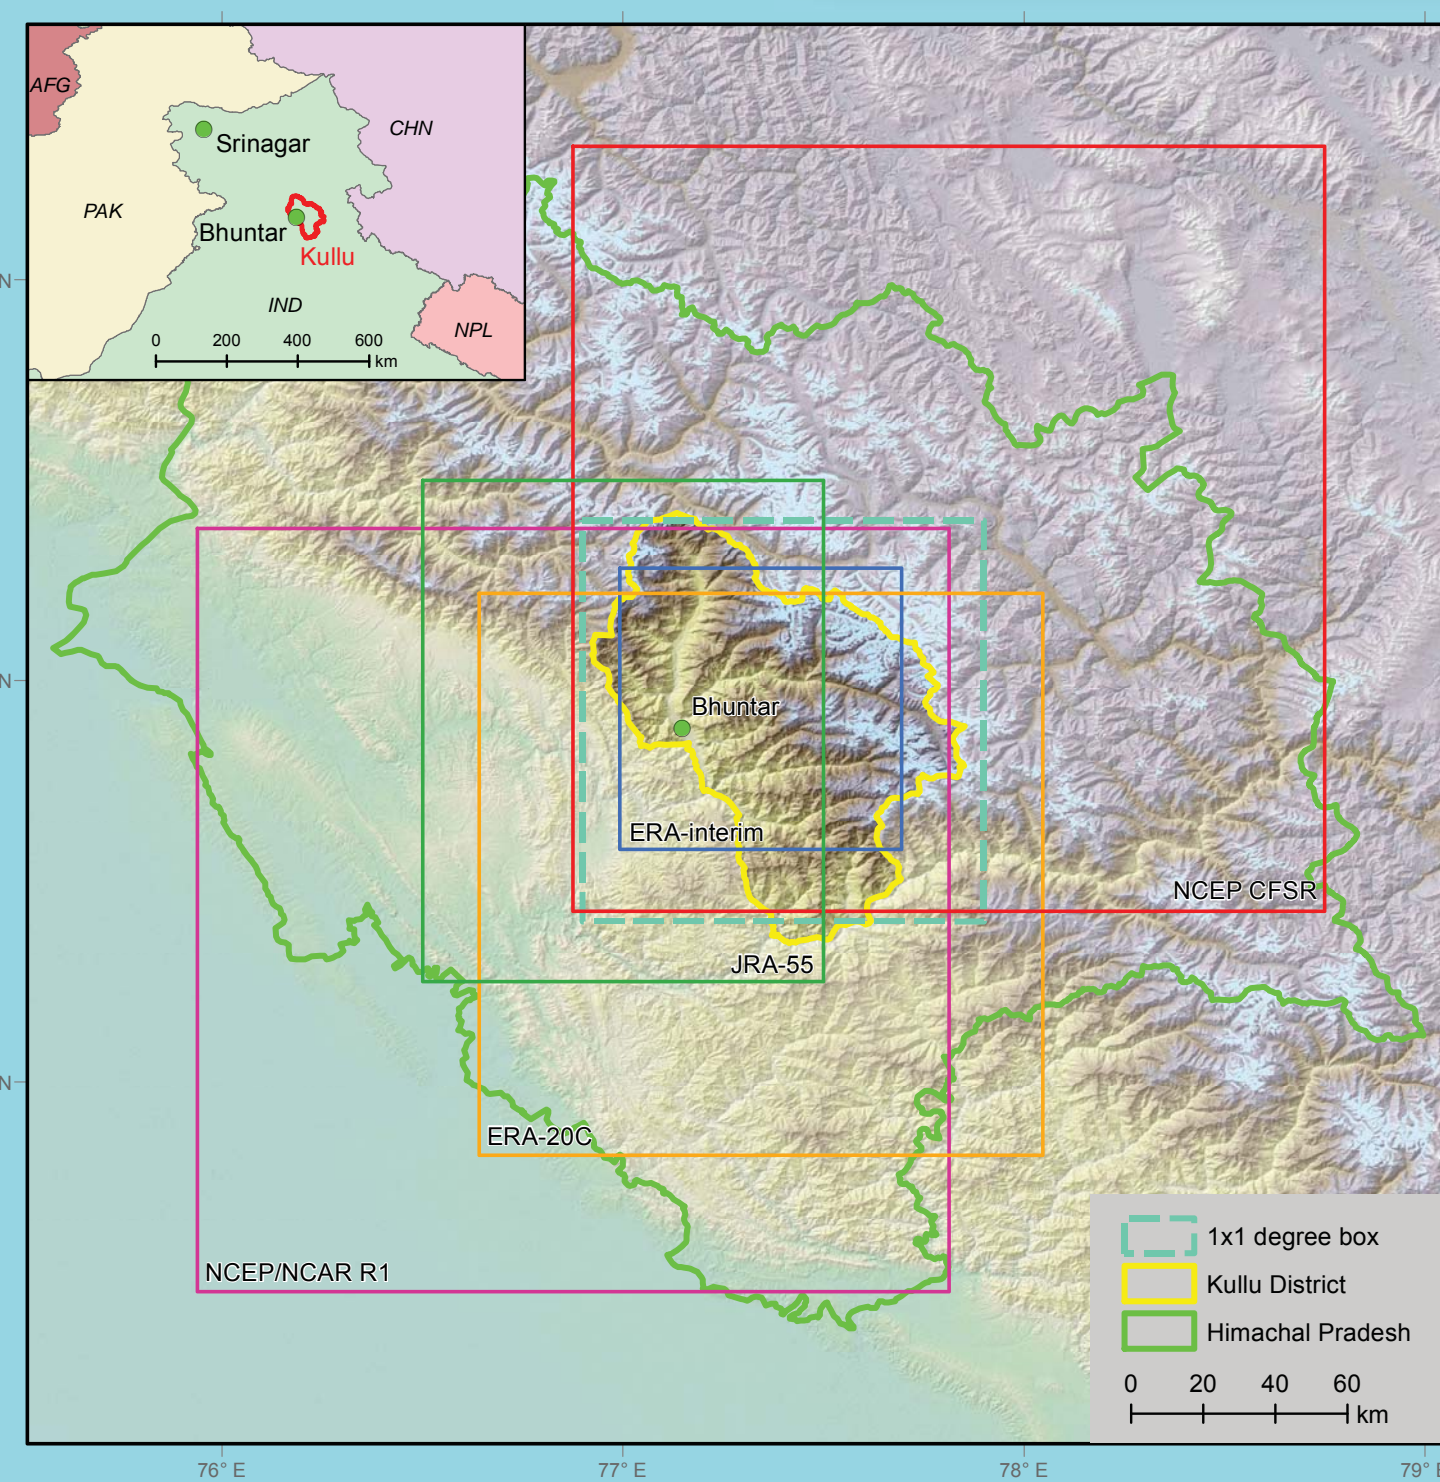 AFG
CHN
Srinagar
PAK
Bhuntar
Kullu
IND
NPL
0 200 400 600
km
N
N
N
Bhuntar
ERA-interim
NCEP CFSR
JRA-55
ERA-20C
NCEP/NCAR R1
1x1 degree box
Kullu District
Himachal Pradesh
0 20 40 60
km
76° E 77° E 78° E 79° E